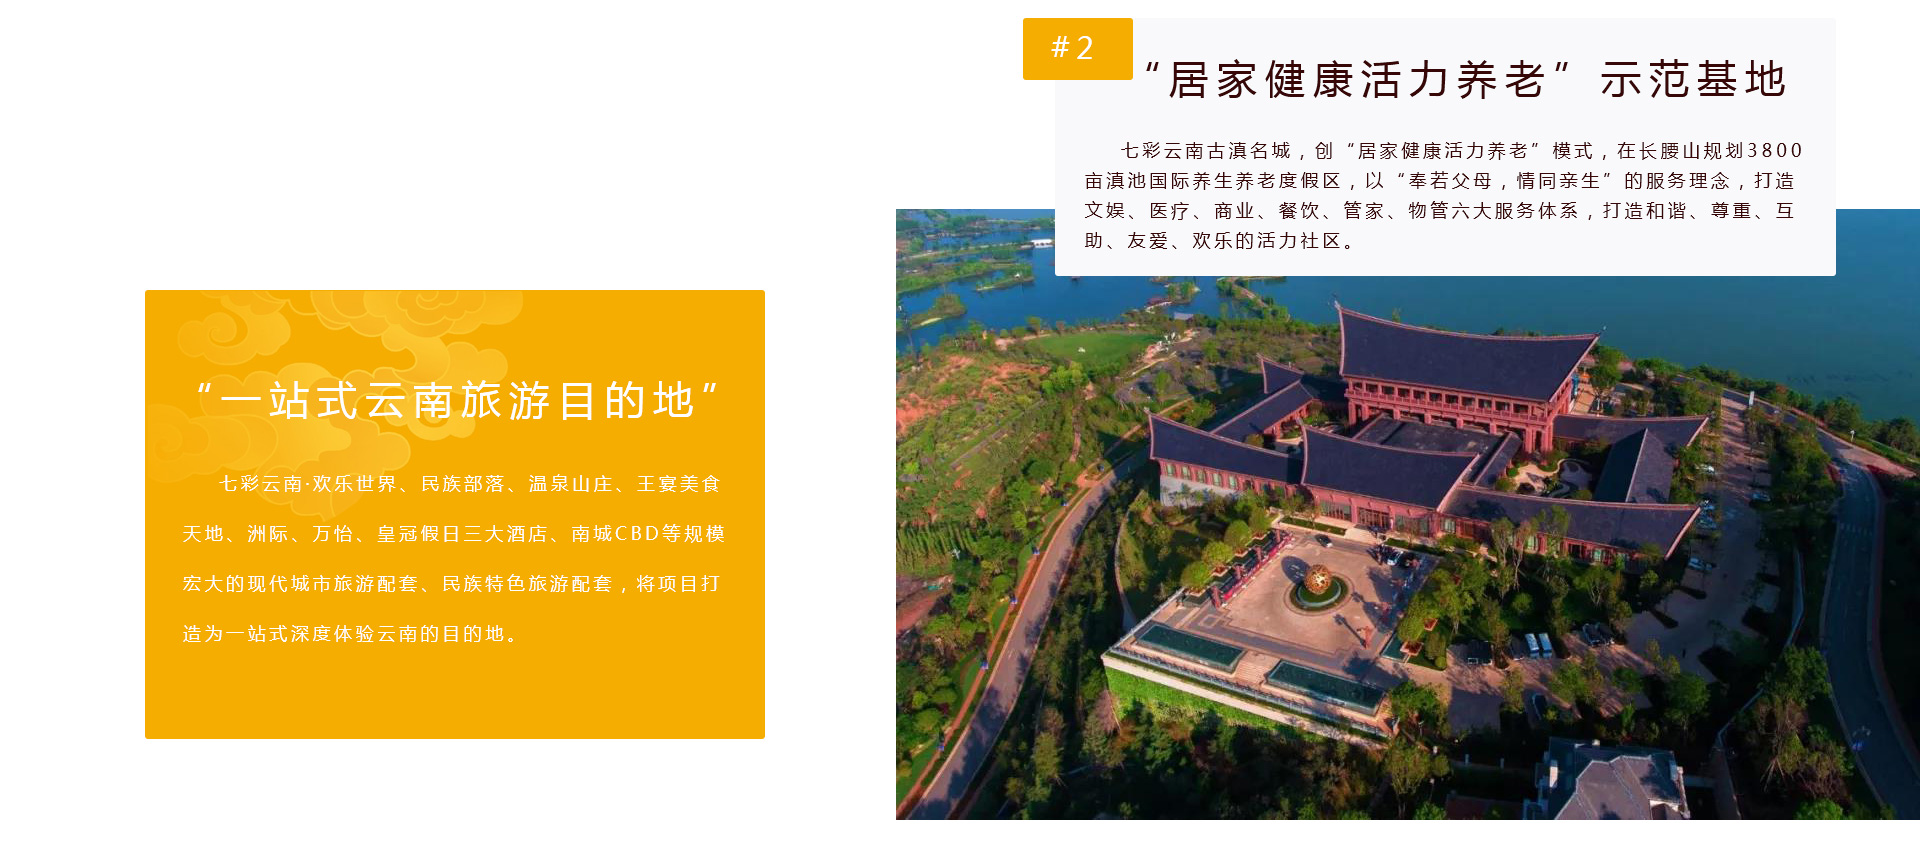 #2
“居家健康活力养老”示范基地
七彩云南古滇名城，创“居家健康活力养老”模式，在长腰山规划3800
亩滇池国际养生养老度假区，以“奉若父母，情同亲生”的服务理念，打造
文娱、医疗、商业、餐饮、管家、物管六大服务体系，打造和谐、尊重、互
助、友爱、欢乐的活力社区。
“一站式云南旅游目的地”
七彩云南·欢乐世界、民族部落、温泉山庄、王宴美食
天地、洲际、万怡、皇冠假日三大酒店、南城CBD等规模
宏大的现代城市旅游配套、民族特色旅游配套，将项目打
造为一站式深度体验云南的目的地。